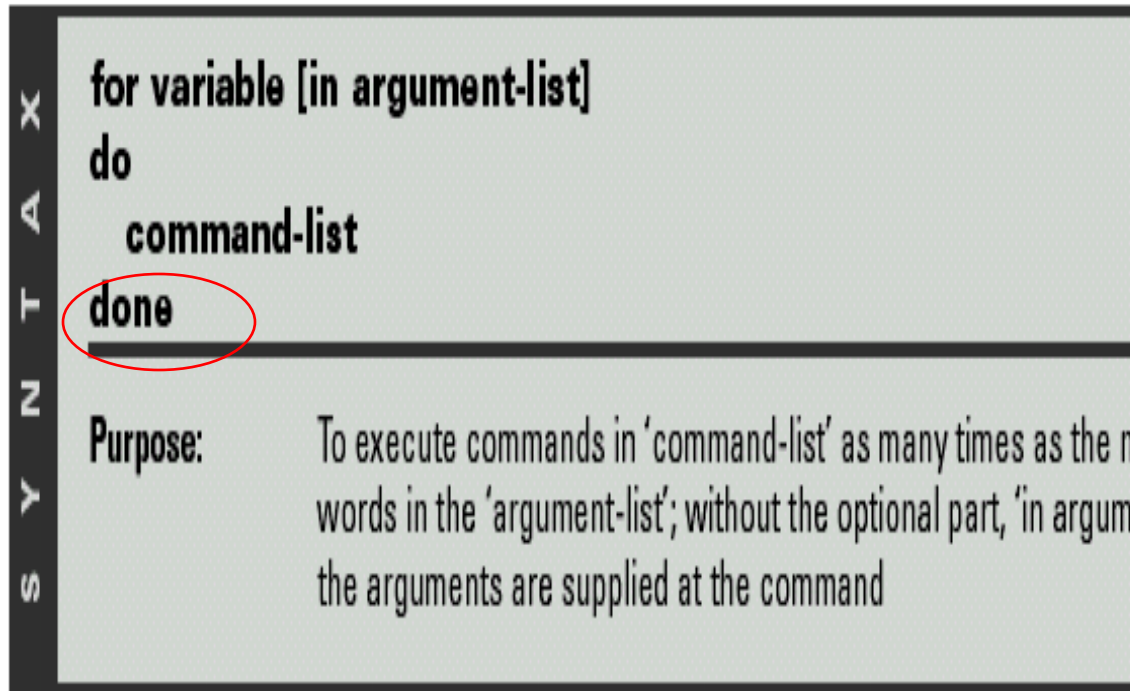 SYNTAX
for variable [in argument-list]
do
command-list
done
Purpose:
To execute commands in ‘command-list’ as many times as the
words in the ‘argument-list’; without the optional part, ‘in
the arguments are supplied at the command